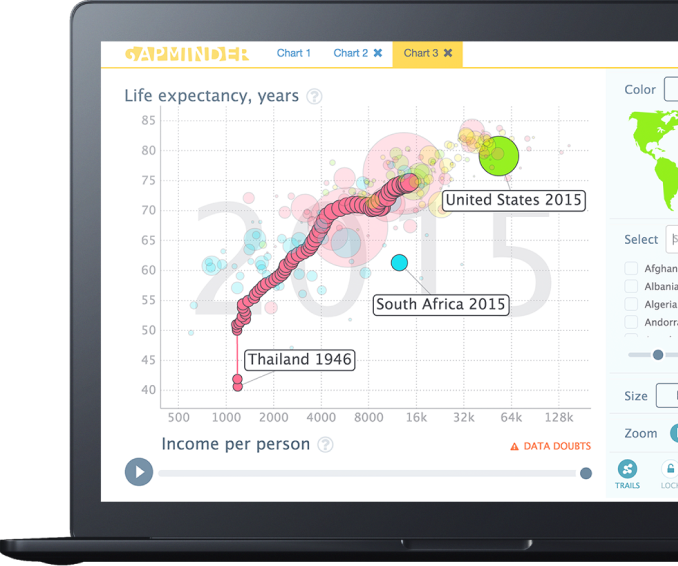 GAPMINDER
Chart 1
Chart 2 ✖
Chart 3 ✖
Life expectancy, years ?
85
80
75
70
65
60
55
50
45
40
2015
United States 2015
South Africa 2015
Thailand 1946
500 1000 2000 4000 8000 16k 32k 64k 128k
Income per person ?
DATA DOUBTS
Color
Select
Afghan
Albania
Algeria
Andorr
Size
Zoom
TRAILS
LOC